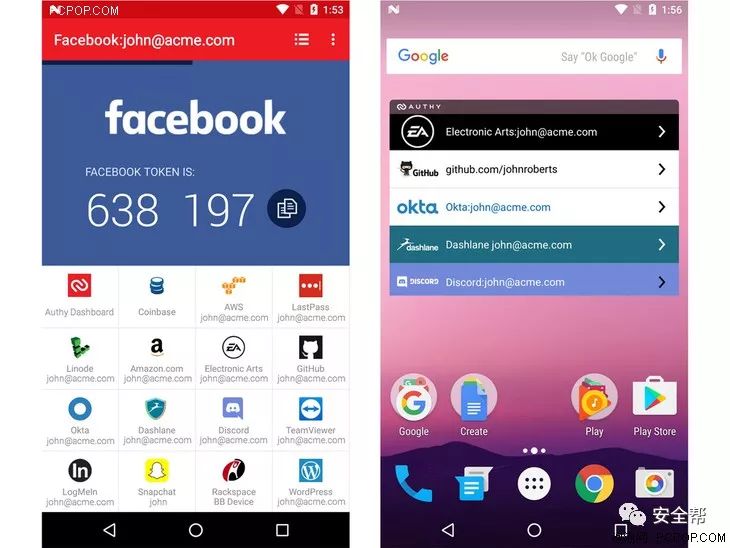 PCPOP.COM
1:53
Facebook:john@acme.com
facebook
FACEBOOK TOKEN IS:
638 197
Authy Dashboard
Coinbase
AWS
john@acme.com
LastPass
john@acme.com
Linode
john@acme.com
Amazon.com
john@acme.com
Electronic Arts
john@acme.com
GitHub
john@acme.com
Okta
john@acme.com
Dashlane
john@acme.com
Discord
john@acme.com
TeamViewer
john@acme.com
LogMeIn
john@acme.com
Snapchat
john
Rackspace
BB Device
WordPress
john@acme.com
1:56
Google
Say "Ok Google"
AUTHY
EA
Electronic Arts:john@acme.com
GitHub
github.com/johnroberts
okta
Okta:john@acme.com
dashlane
Dashlane john@acme.com
DISCORD
Discord:john@acme.com
Google
Create
Play
Play Store
安全帮
PCPOP.COM